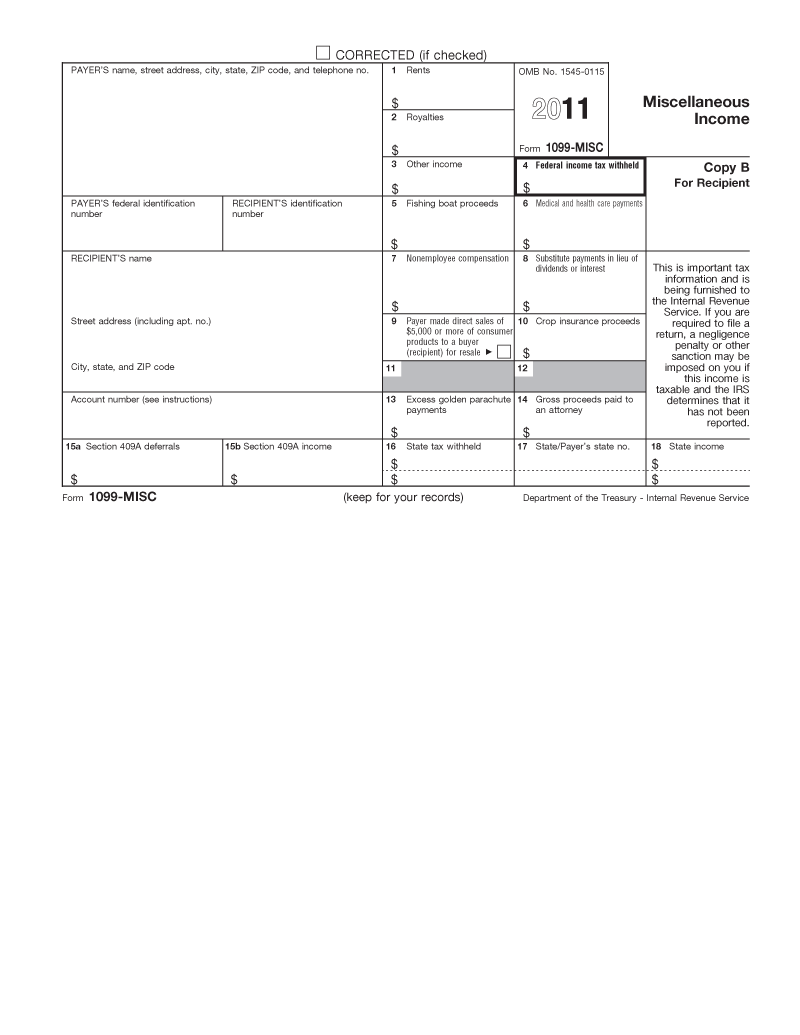 CORRECTED (if checked)
PAYER'S name, street address, city, state, ZIP code, and telephone no.
1 Rents
$
OMB No. 1545-0115
2011
Form 1099-MISC
Miscellaneous
Income
2 Royalties
$
3 Other income
$
4 Federal income tax withheld
$
Copy B
For Recipient
PAYER'S federal identification
number
RECIPIENT'S identification
number
5 Fishing boat proceeds
$
6 Medical and health care payments
$
RECIPIENT'S name
7 Nonemployee compensation
$
8 Substitute payments in lieu of
dividends or interest
$
This is important tax
information and is
being furnished to
the Internal Revenue
Service. If you are
required to file a
return, a negligence
penalty or other
sanction may be
imposed on you if
this income is
taxable and the IRS
determines that it
has not been
reported.
Street address (including apt. no.)
9 Payer made direct sales of
$5,000 or more of consumer
products to a buyer
(recipient) for resale ►
10 Crop insurance proceeds
$
City, state, and ZIP code
11
12
Account number (see instructions)
13 Excess golden parachute
payments
$
14 Gross proceeds paid to
an attorney
$
15a Section 409A deferrals
$
15b Section 409A income
$
16 State tax withheld
$
$
17 State/Payer's state no.
18 State income
$
$
Form 1099-MISC
(keep for your records)
Department of the Treasury - Internal Revenue Service